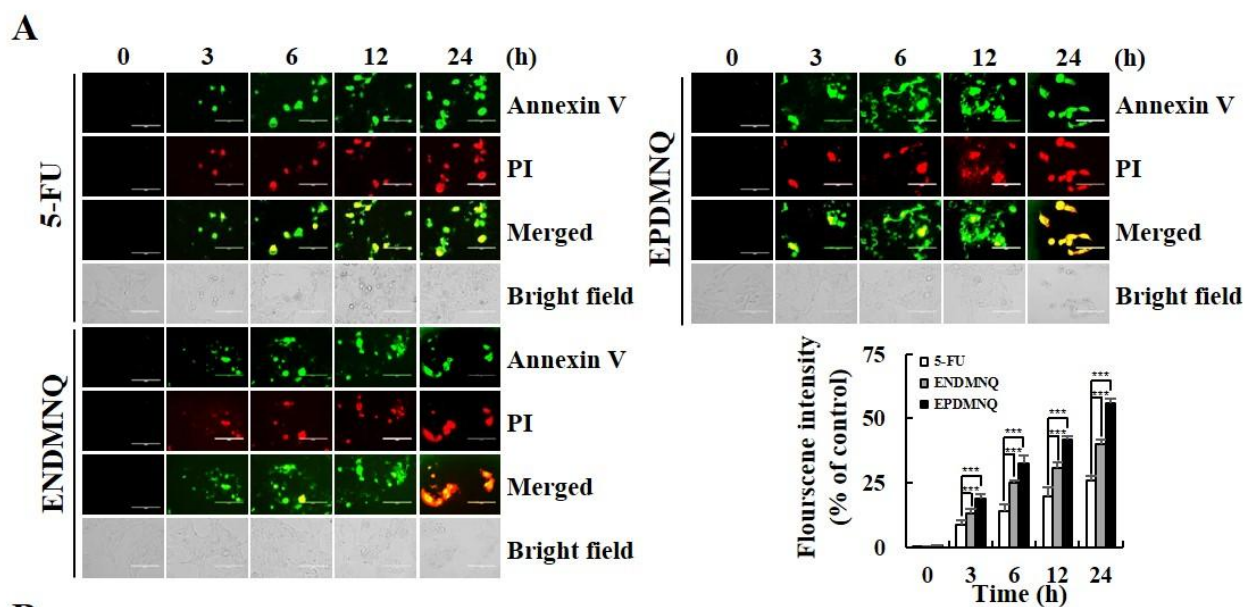 A
0 3 6 12 24 (h)
5-FU
Annexin V
PI
Merged
Bright field
ENDMNQ
Annexin V
PI
Merged
Bright field
0 3 6 12 24 (h)
EPDMNQ
Annexin V
PI
Merged
Bright field
Flourscene intensity
(% of control)
75
50
25
0
5-FU
ENDMNQ
EPDMNQ
***
***
***
***
***
***
***
***
0 3 6 12 24
Time (h)